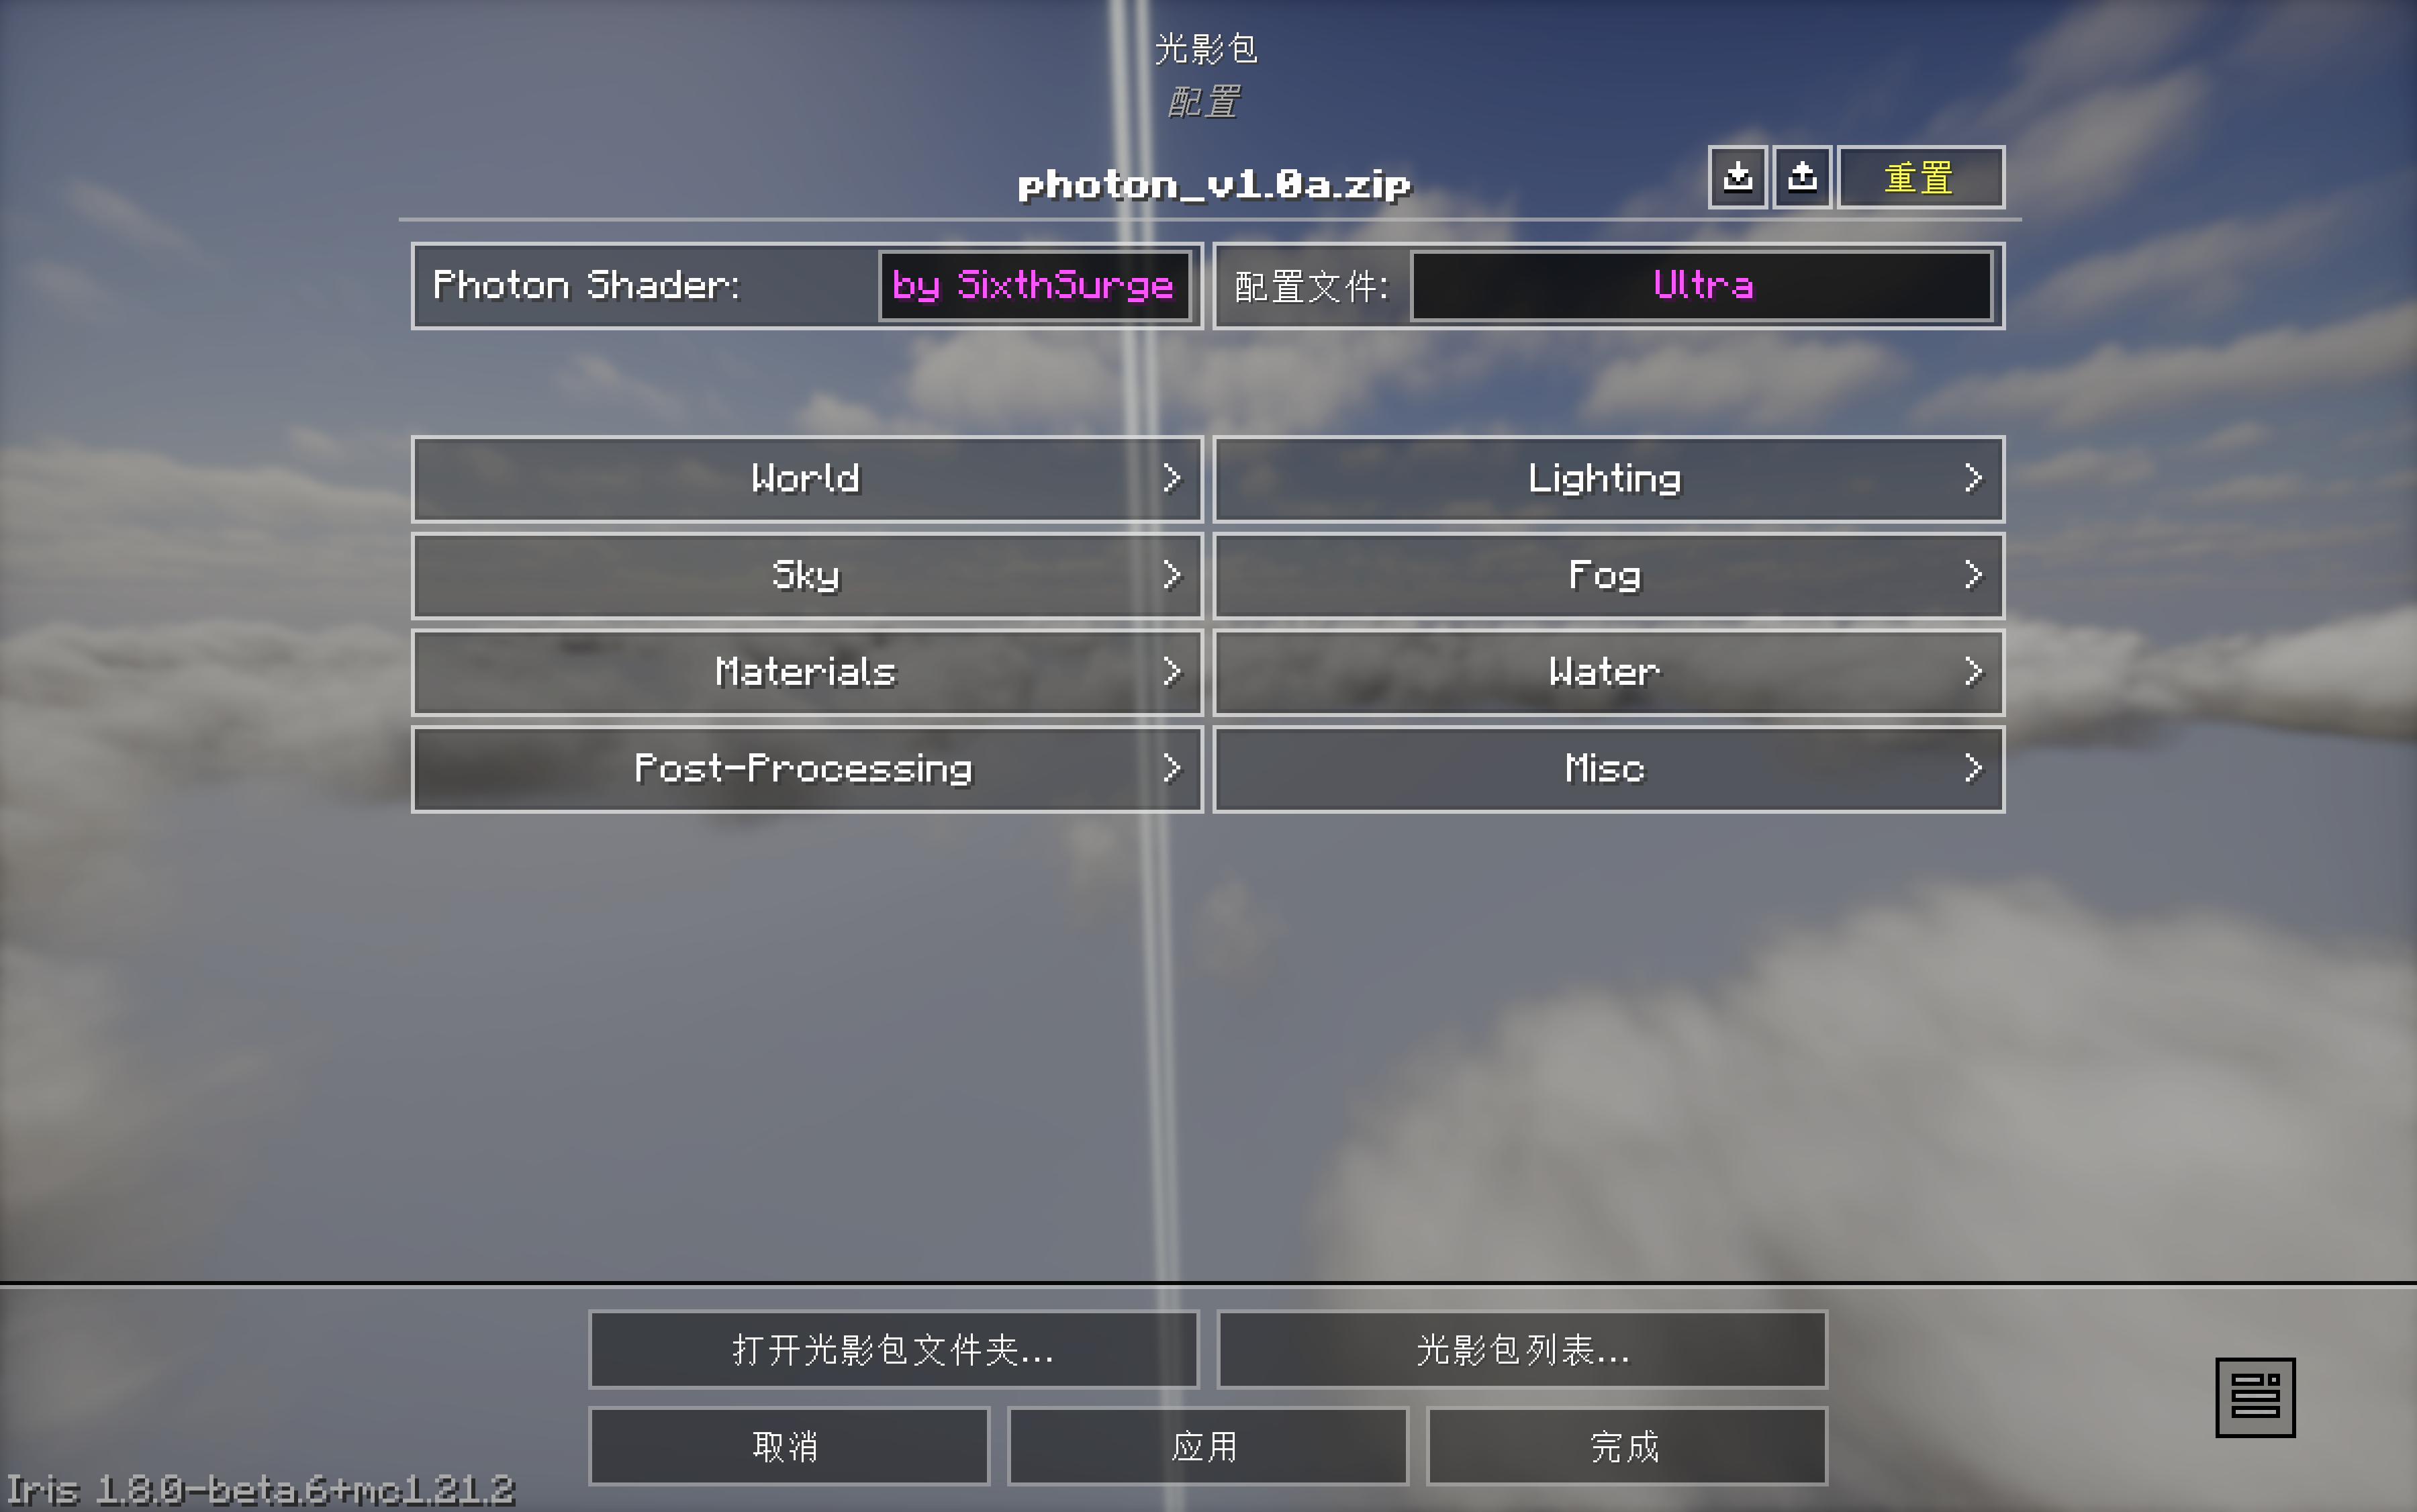 光影包
配置
photon_v1.0a.zip
重置
Photon Shader: by SixthSurge
配置文件: Ultra
World > Lighting >
Sky > Fog >
Materials > Water >
Post-Processing > Misc >
打开光影包文件夹... 光影包列表...
取消 应用 完成
Iris 1.8.0-beta.6+mc1.21.2